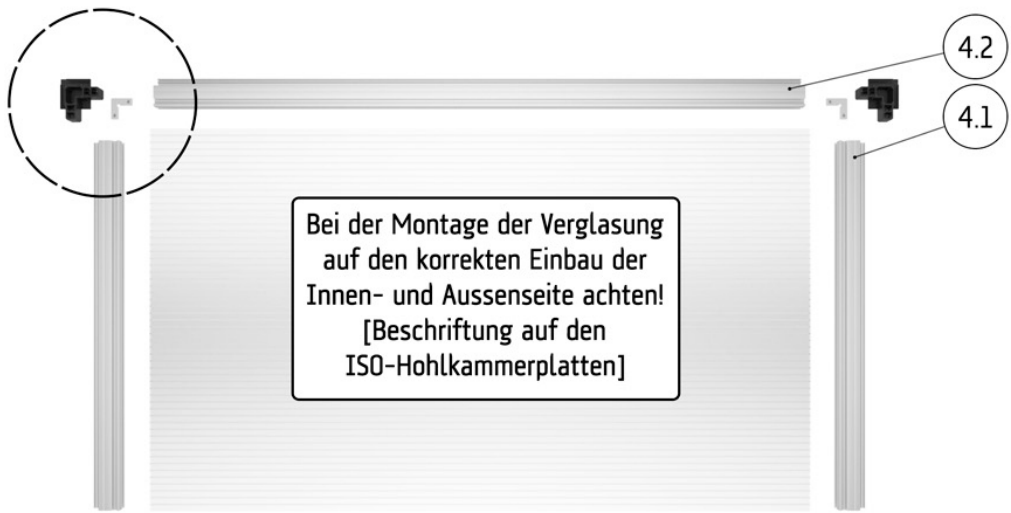 4.2
4.1
Bei der Montage der Verglasung
auf den korrekten Einbau der
Innen- und Aussenseite achten!
[Beschriftung auf den
ISO-Hohlkammerplatten]